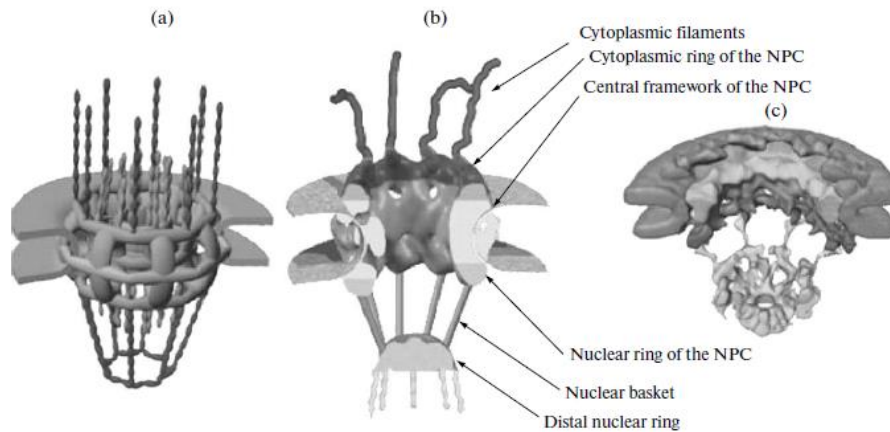 (a)
(b)
Cytoplasmic filaments
Cytoplasmic ring of the NPC
Central framework of the NPC
(c)
Nuclear ring of the NPC
Nuclear basket
Distal nuclear ring